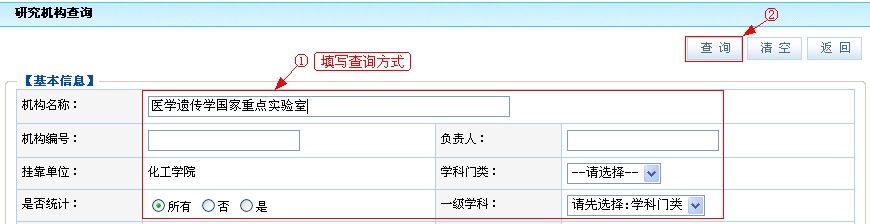 研究机构查询
②
查 询 清 空 返 回
① 填写查询方式
【基本信息】
机构名称： 医学遗传学国家重点实验室
机构编号： 负责人：
挂靠单位： 化工学院 学科门类： --请选择--
是否统计： 所有 否 是 一级学科： 请先选择:学科门类